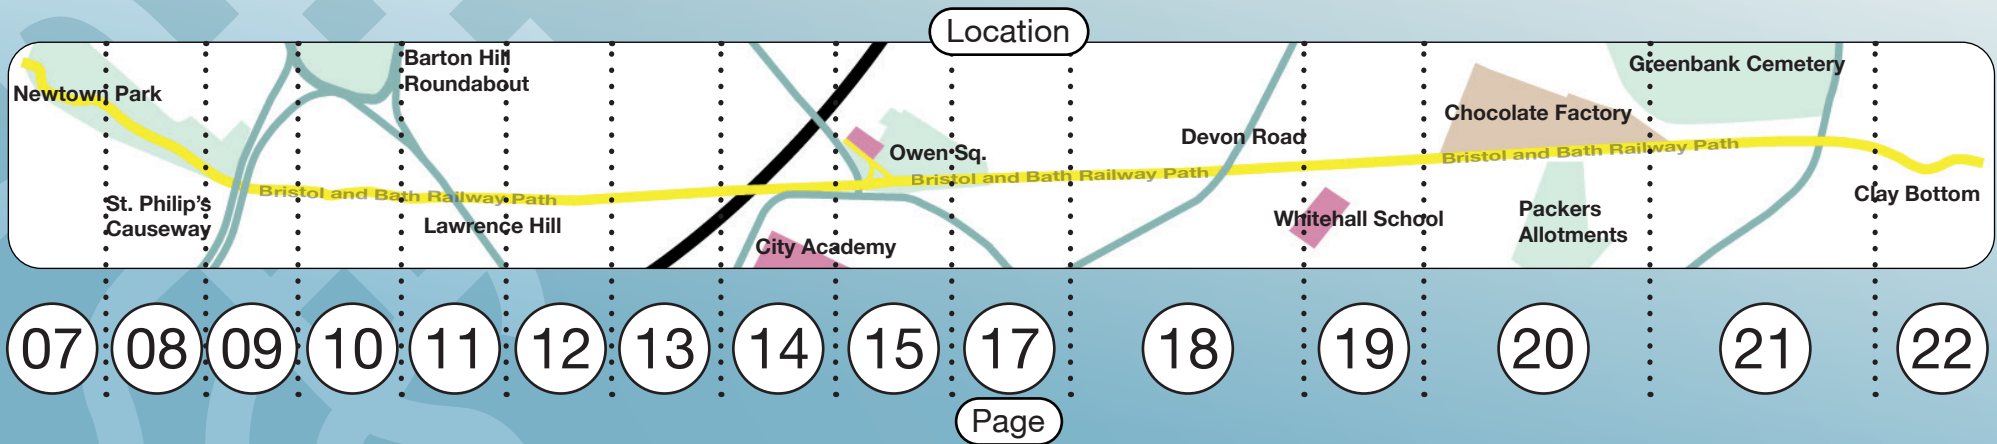 Location
Newtown Park
St. Philip's
Causeway
Bristol and Bath Railway Path
Barton Hill
Roundabout
Lawrence Hill
City Academy
Owen Sq.
Bristol and Bath Railway Path
Devon Road
Whitehall School
Chocolate Factory
Bristol and Bath Railway Path
Packers
Allotments
Greenbank Cemetery
Clay Bottom
07 08 09 10 11 12 13 14 15 17 18 19 20 21 22
Page